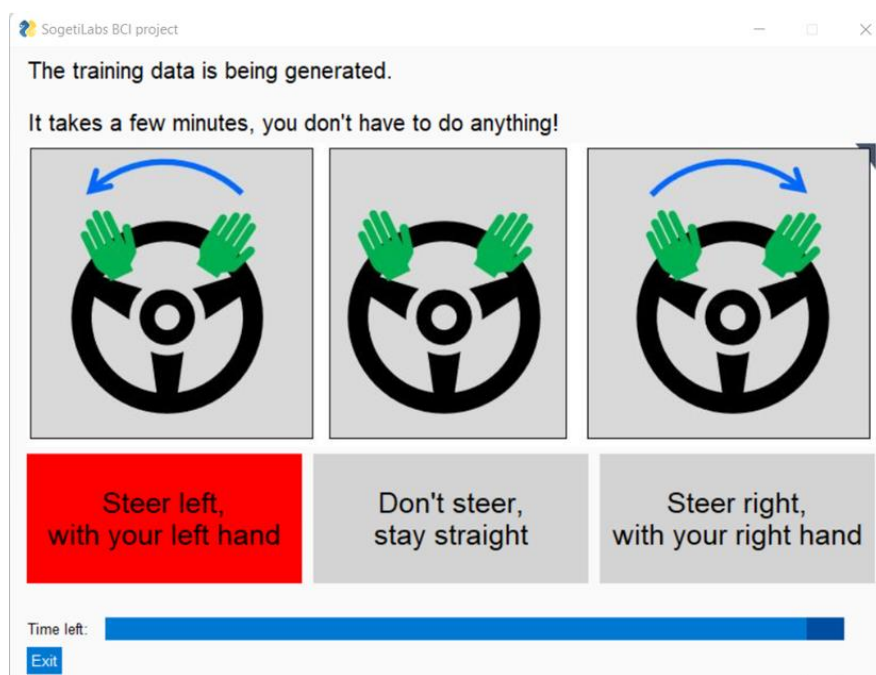 SogetiLabs BCI project
The training data is being generated.
It takes a few minutes, you don't have to do anything!
Steer left,
with your left hand
Don't steer,
stay straight
Steer right,
with your right hand
Time left:
Exit